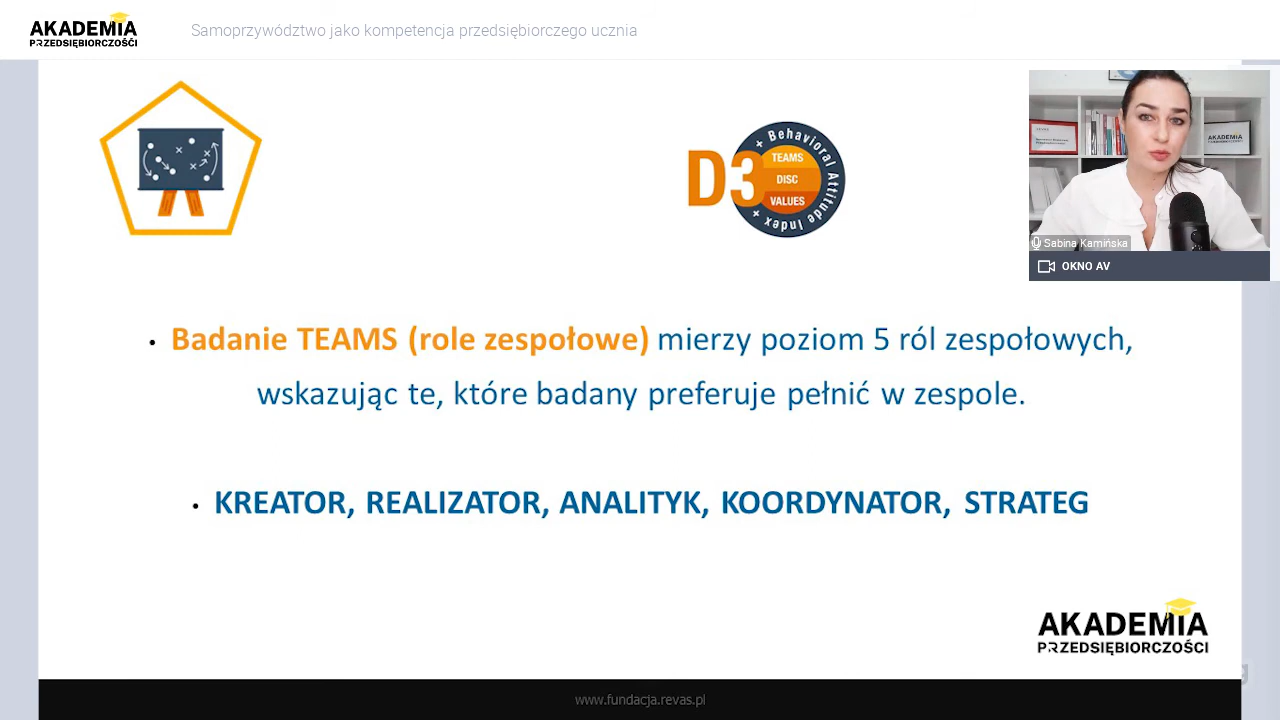 AKADEMIA
PRZEDSIĘBIORCZOŚCI
Samoprzywództwo jako kompetencja przedsiębiorczego ucznia
D3
+ Behavioral Attitude Index +
TEAMS
DISC
VALUES
AKADEMIA
Sabina Kamińska
OKNO AV
• Badanie TEAMS (role zespołowe) mierzy poziom 5 ról zespołowych,
wskazując te, które badany preferuje pełnić w zespole.
• KREATOR, REALIZATOR, ANALITYK, KOORDYNATOR, STRATEG
AKADEMIA
PRZEDSIĘBIORCZOŚCI
www.fundacja.revas.pl